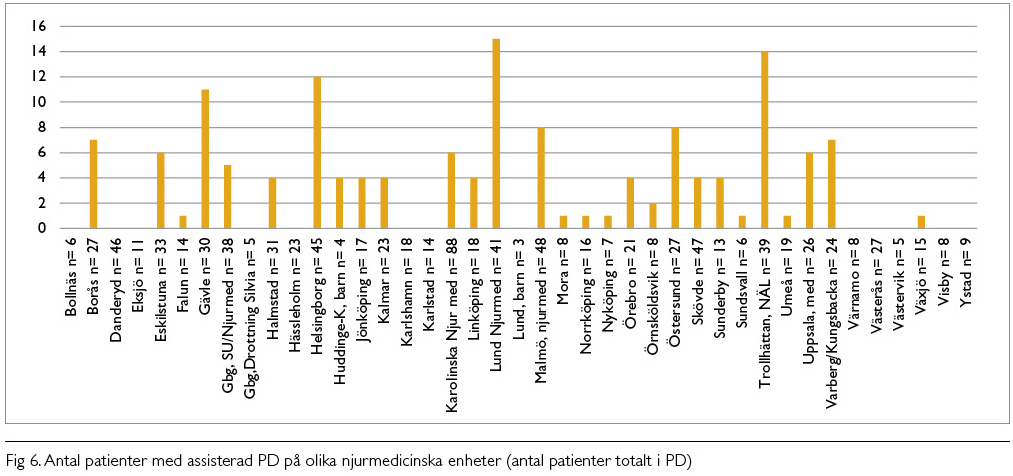 16
14
12
10
8
6
4
2
0
Bollnäs n= 6
Borås n= 27
Danderyd n= 46
Eksjö n= 11
Eskilstuna n= 33
Falun n= 14
Gävle n= 30
Gbg, SU/Njurmed n= 38
Gbg,Drottning Silvia n= 5
Halmstad n= 31
Hässleholm n= 23
Helsingborg n= 45
Huddinge-K, barn n= 4
Jönköping n= 17
Kalmar n= 23
Karlshamn n= 18
Karlstad n= 14
Karolinska Njur med n= 88
Linköping n= 18
Lund Njurmed n= 41
Lund, barn n= 3
Malmö, njurmed n= 48
Mora n= 8
Norrköping n= 16
Nyköping n= 7
Örebro n= 21
Örnsköldsvik n= 8
Östersund n= 27
Skövde n= 47
Sunderby n= 13
Sundsvall n= 6
Trollhättan, NÄL n= 39
Umeå n= 19
Uppsala, med n= 26
Varberg/Kungsbacka n= 24
Värnamo n= 8
Västerås n= 27
Västervik n= 5
Växjö n= 15
Visby n= 8
Ystad n= 9
Fig 6. Antal patienter med assisterad PD på olika njurmedicinska enheter (antal patienter totalt i PD)